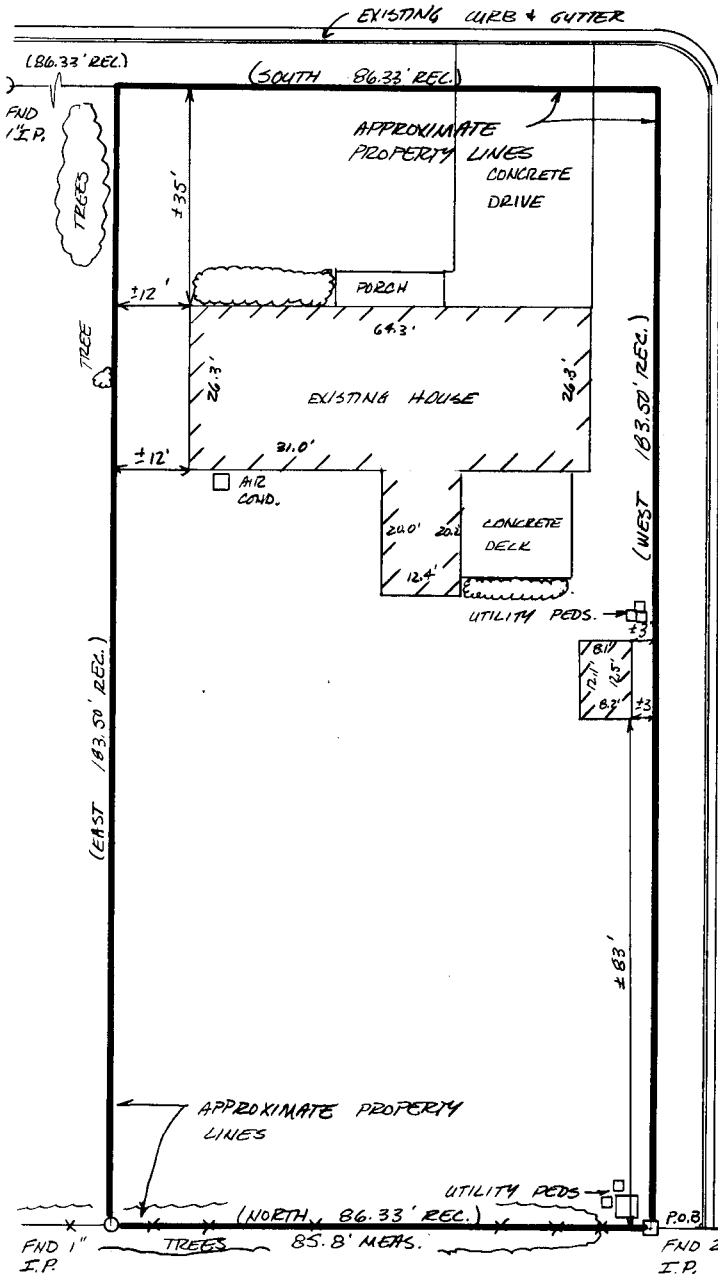 EXISTING CURB & GUTTER
(86.33' REC.)
(SOUTH 86.33' REC.)
FND
1" I.P.
APPROXIMATE
PROPERTY LINES
CONCRETE
DRIVE
TREES
±35'
±12'
PORCH
64.3'
TREE
26.3'
EXISTING HOUSE
26.3'
(WEST 183.50' REC.)
±12'
31.0'
AIR
COND.
20.0'
20.2'
CONCRETE
DECK
12.4'
UTILITY PEDS.
±3'
8.1'
12.1'
12.5'
8.2'
±3'
(EAST 183.50' REC.)
±83'
APPROXIMATE PROPERTY
LINES
UTILITY PEDS
(NORTH 86.33' REC.)
P.O.B
FND 1"
I.P.
TREES
85.8' MEAS.
FND 2
I.P.